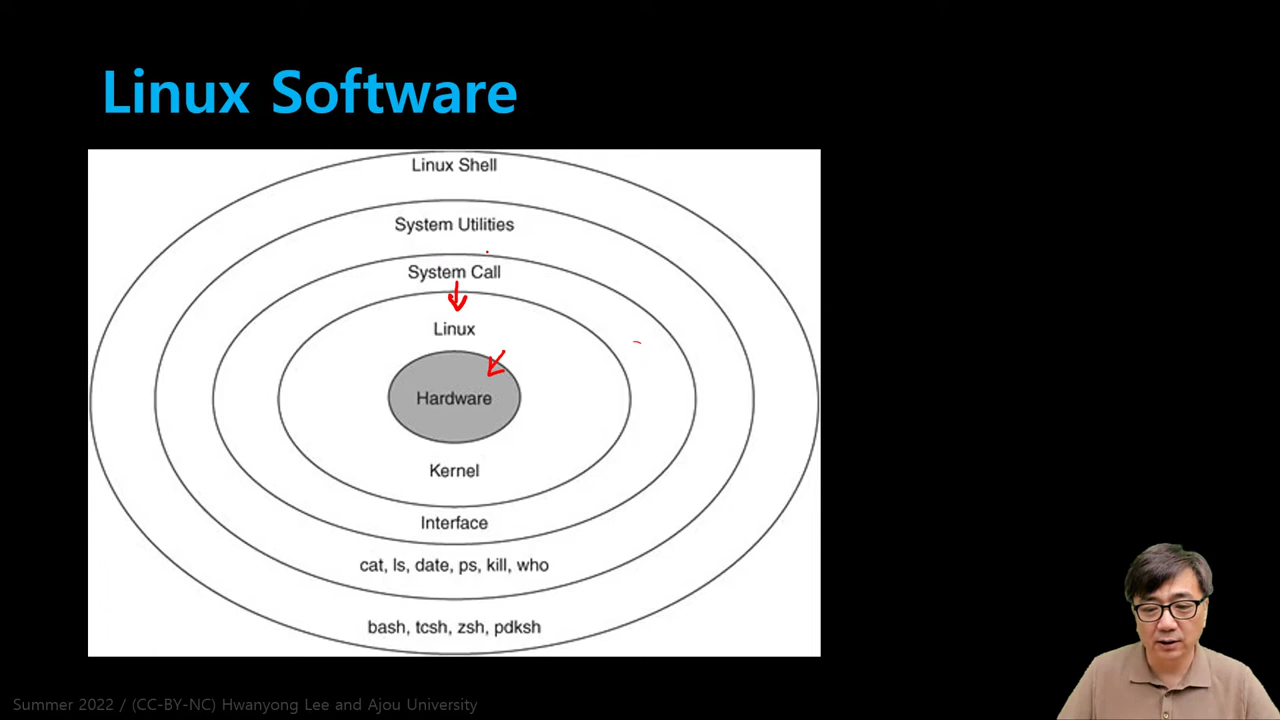 Linux Software
Linux Shell
System Utilities
System Call
Linux
Hardware
Kernel
Interface
cat, ls, date, ps, kill, who
bash, tcsh, zsh, pdksh
Summer 2022 / (CC-BY-NC) Hwanyong Lee and Ajou University